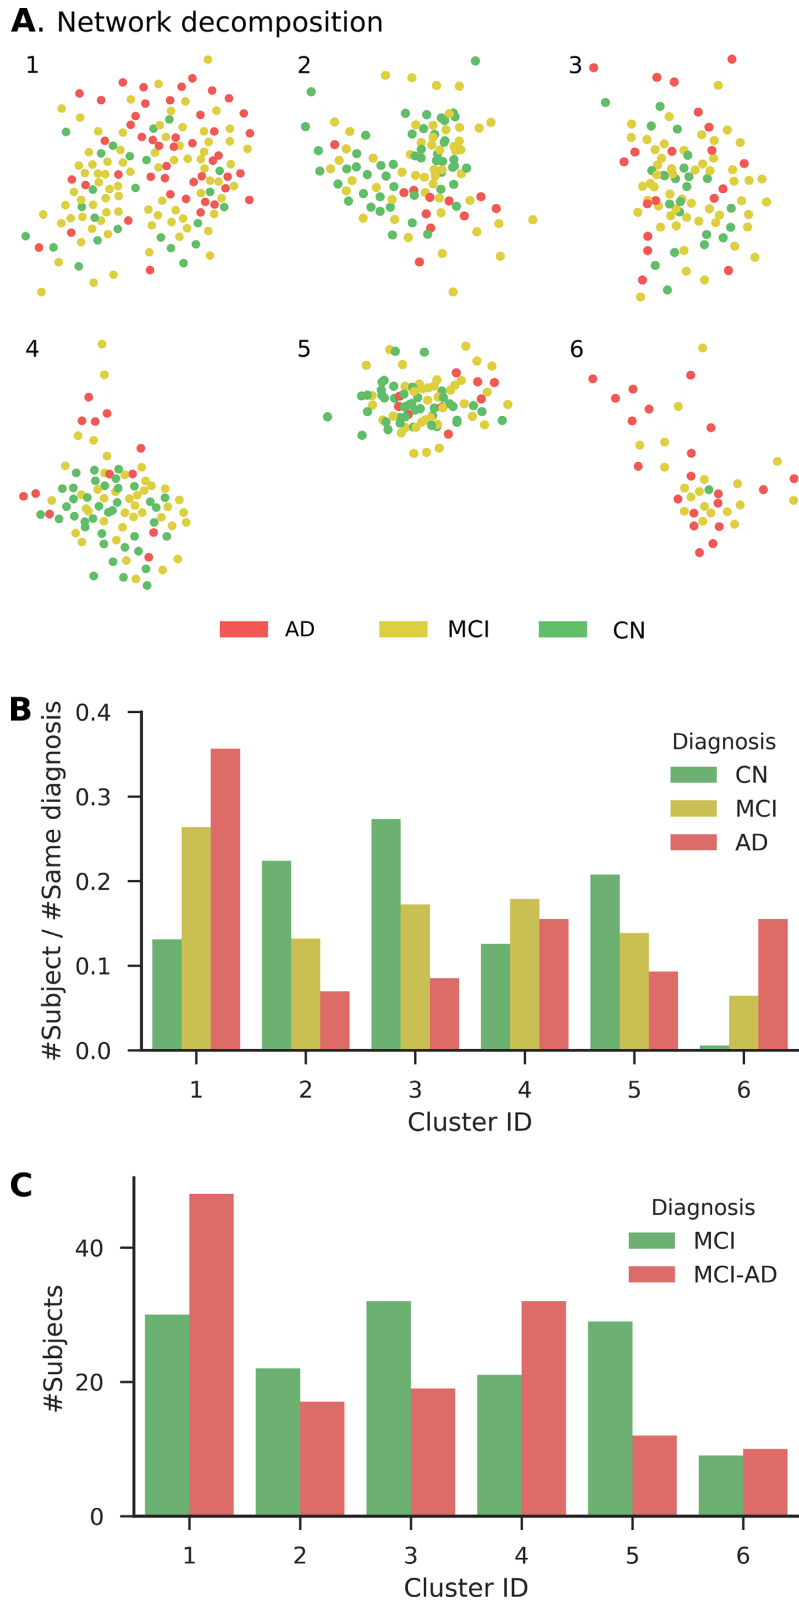 A. Network decomposition
1 2 3
4 5 6
AD MCI CN
B
#Subject / #Same diagnosis
0.4
0.3
0.2
0.1
0.0
Diagnosis
CN
MCI
AD
1 2 3 4 5 6
Cluster ID
C
#Subjects
40
20
0
Diagnosis
MCI
MCI-AD
1 2 3 4 5 6
Cluster ID